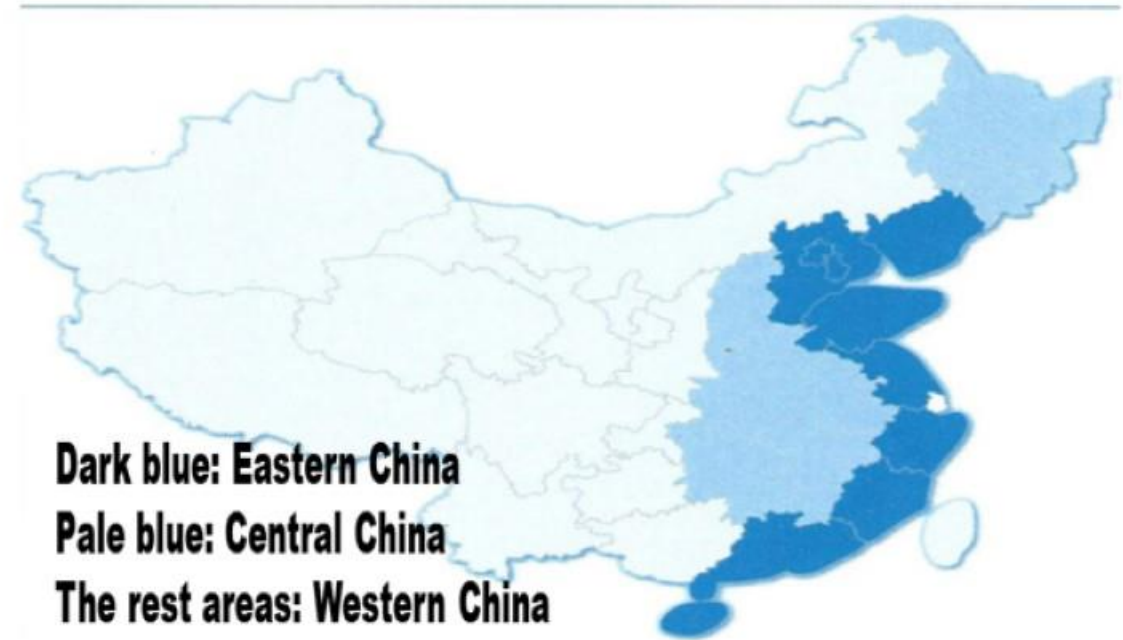 Dark blue: Eastern China
Pale blue: Central China
The rest areas: Western China